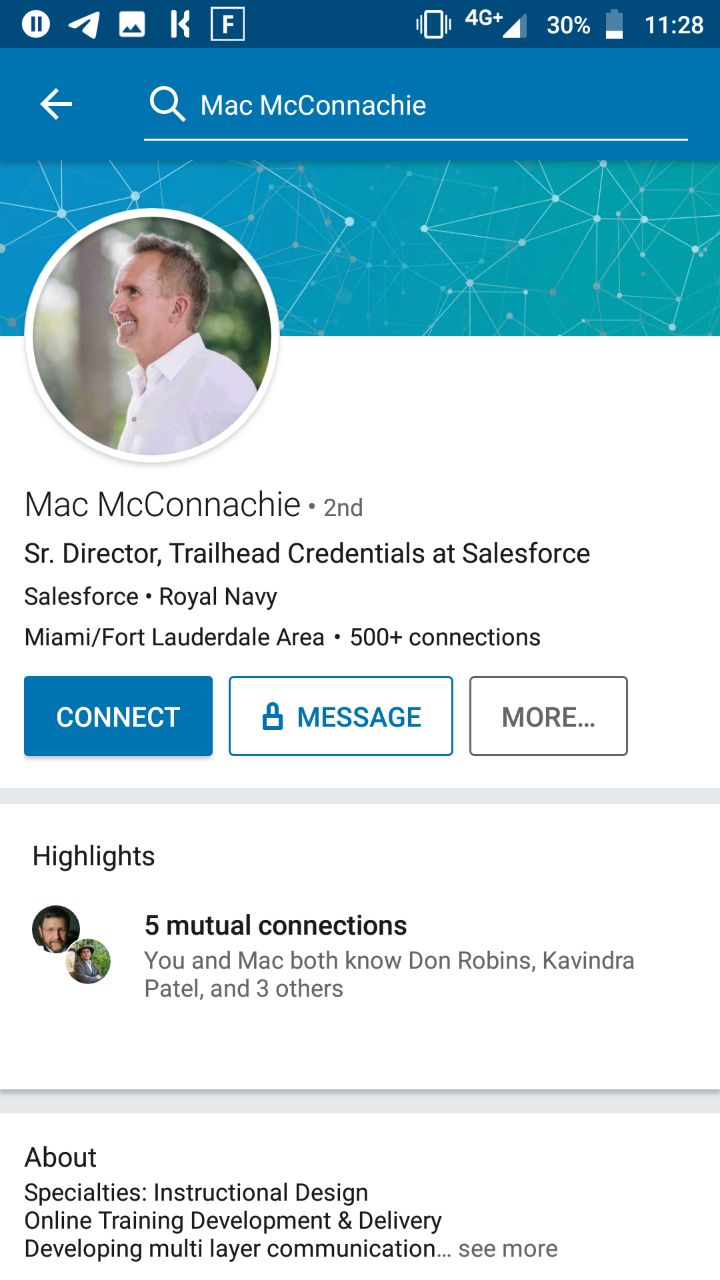 F 4G+ 30% 11:28
Mac McConnachie
Mac McConnachie • 2nd
Sr. Director, Trailhead Credentials at Salesforce
Salesforce • Royal Navy
Miami/Fort Lauderdale Area • 500+ connections
CONNECT MESSAGE MORE...
Highlights
5 mutual connections
You and Mac both know Don Robins, Kavindra
Patel, and 3 others
About
Specialties: Instructional Design
Online Training Development & Delivery
Developing multi layer communication... see more